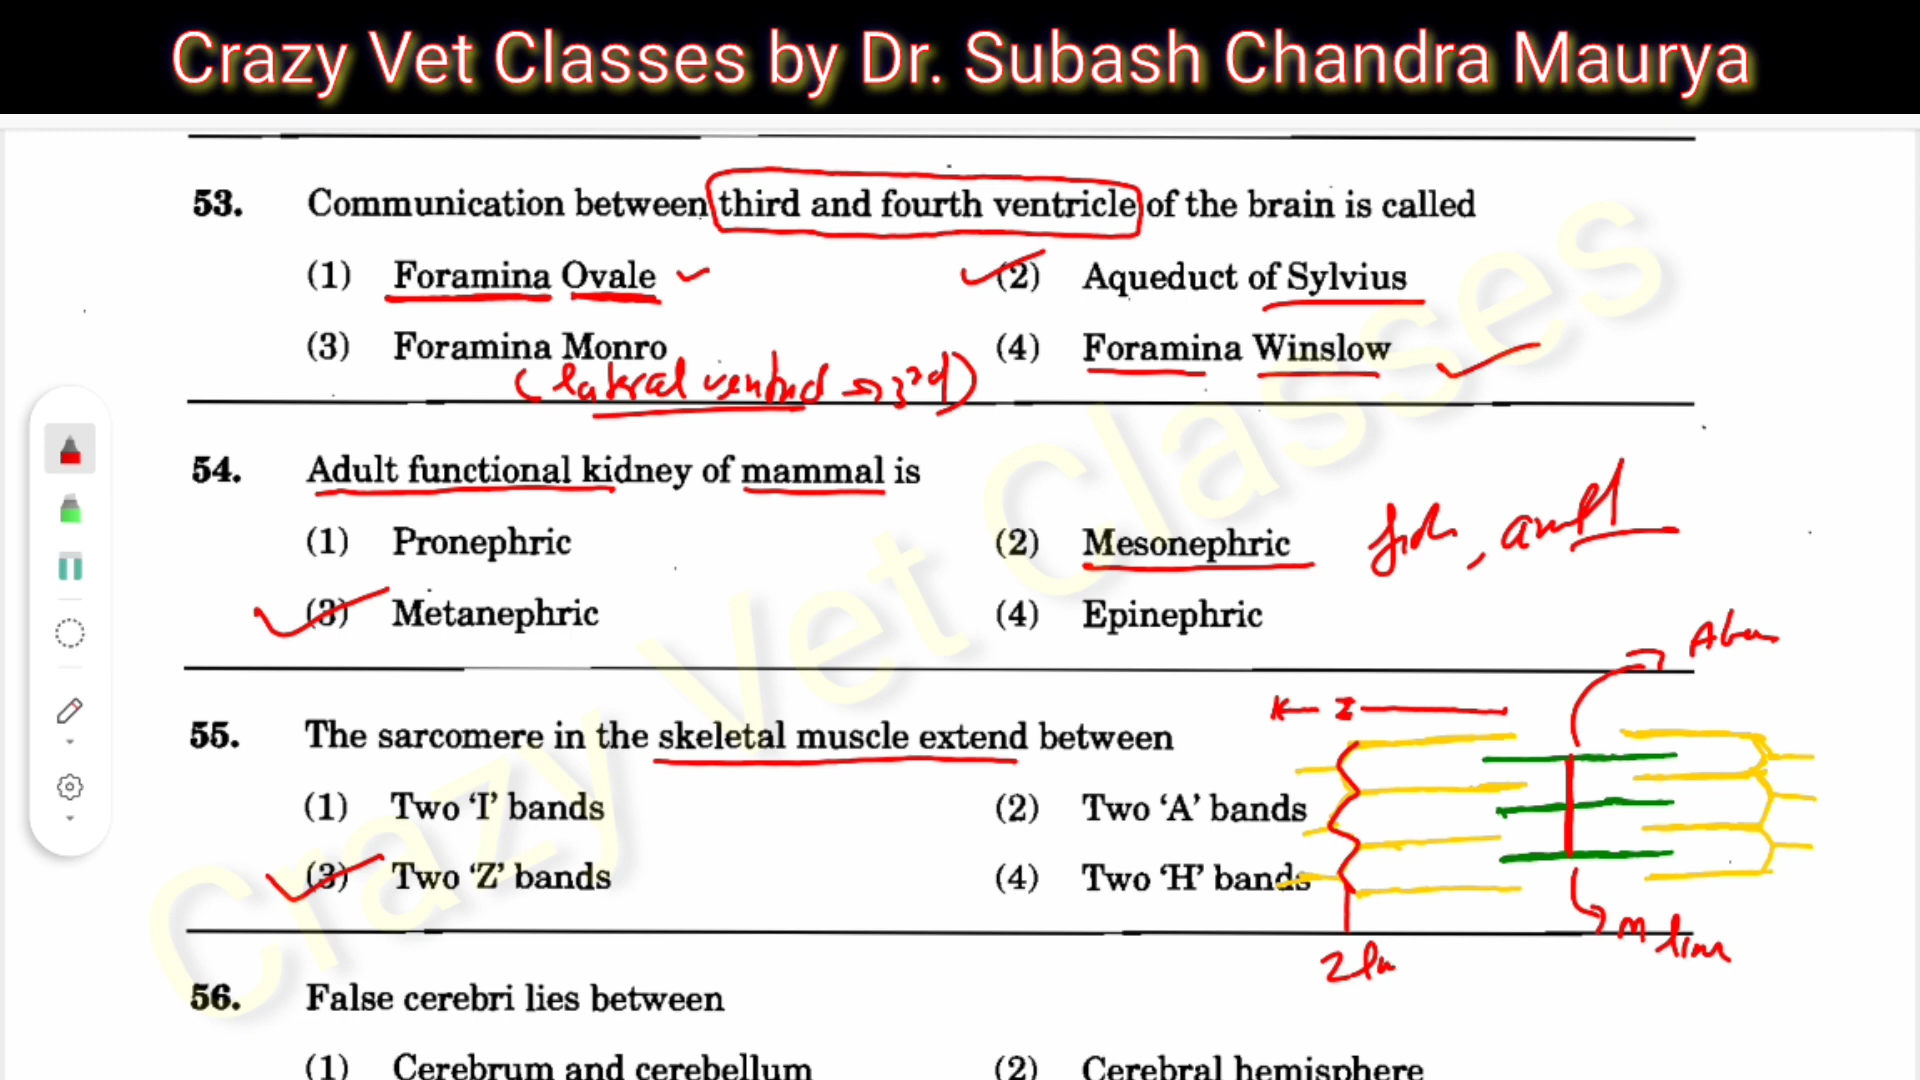 Crazy Vet Classes by Dr. Subash Chandra Maurya
53. Communication between third and fourth ventricle of the brain is called
(1) Foramina Ovale (2) Aqueduct of Sylvius
(3) Foramina Monro (4) Foramina Winslow
(lateral → 3rd)
54. Adult functional kidney of mammal is
(1) Pronephric (2) Mesonephric
(3) Metanephric (4) Epinephric
55. The sarcomere in the skeletal muscle extend between
(1) Two ‘I’ bands (2) Two ‘A’ bands
(3) Two ‘Z’ bands (4) Two ‘H’ bands
M line
56. False cerebri lies between
(1) Cerebrum and cerebellum (2) Cerebral hemisphere
Crazy Vet Classes